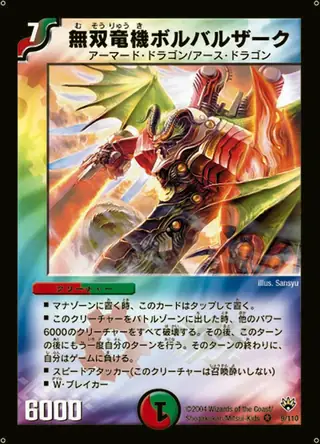 7
む そう りゅう き
無双竜機ボルバルザーク
アーマード・ドラゴン/アース・ドラゴン
illus. Sansyu
クリーチャー
■ マナゾーンに置く時、このカードはタップして置く。
■ このクリーチャーをバトルゾーンに出した時、他のパワー
6000のクリーチャーをすべて破壊する。その後、このターン
の後にもう一度自分のターンを行う。そのターンの終わりに、
自分はゲームに負ける。
■ スピードアタッカー(このクリーチャーは召喚酔いしない)
■ W・ブレイカー
6000
1
©2004 Wizards of the Coast/
Shogakukan/Mitsui-Kids